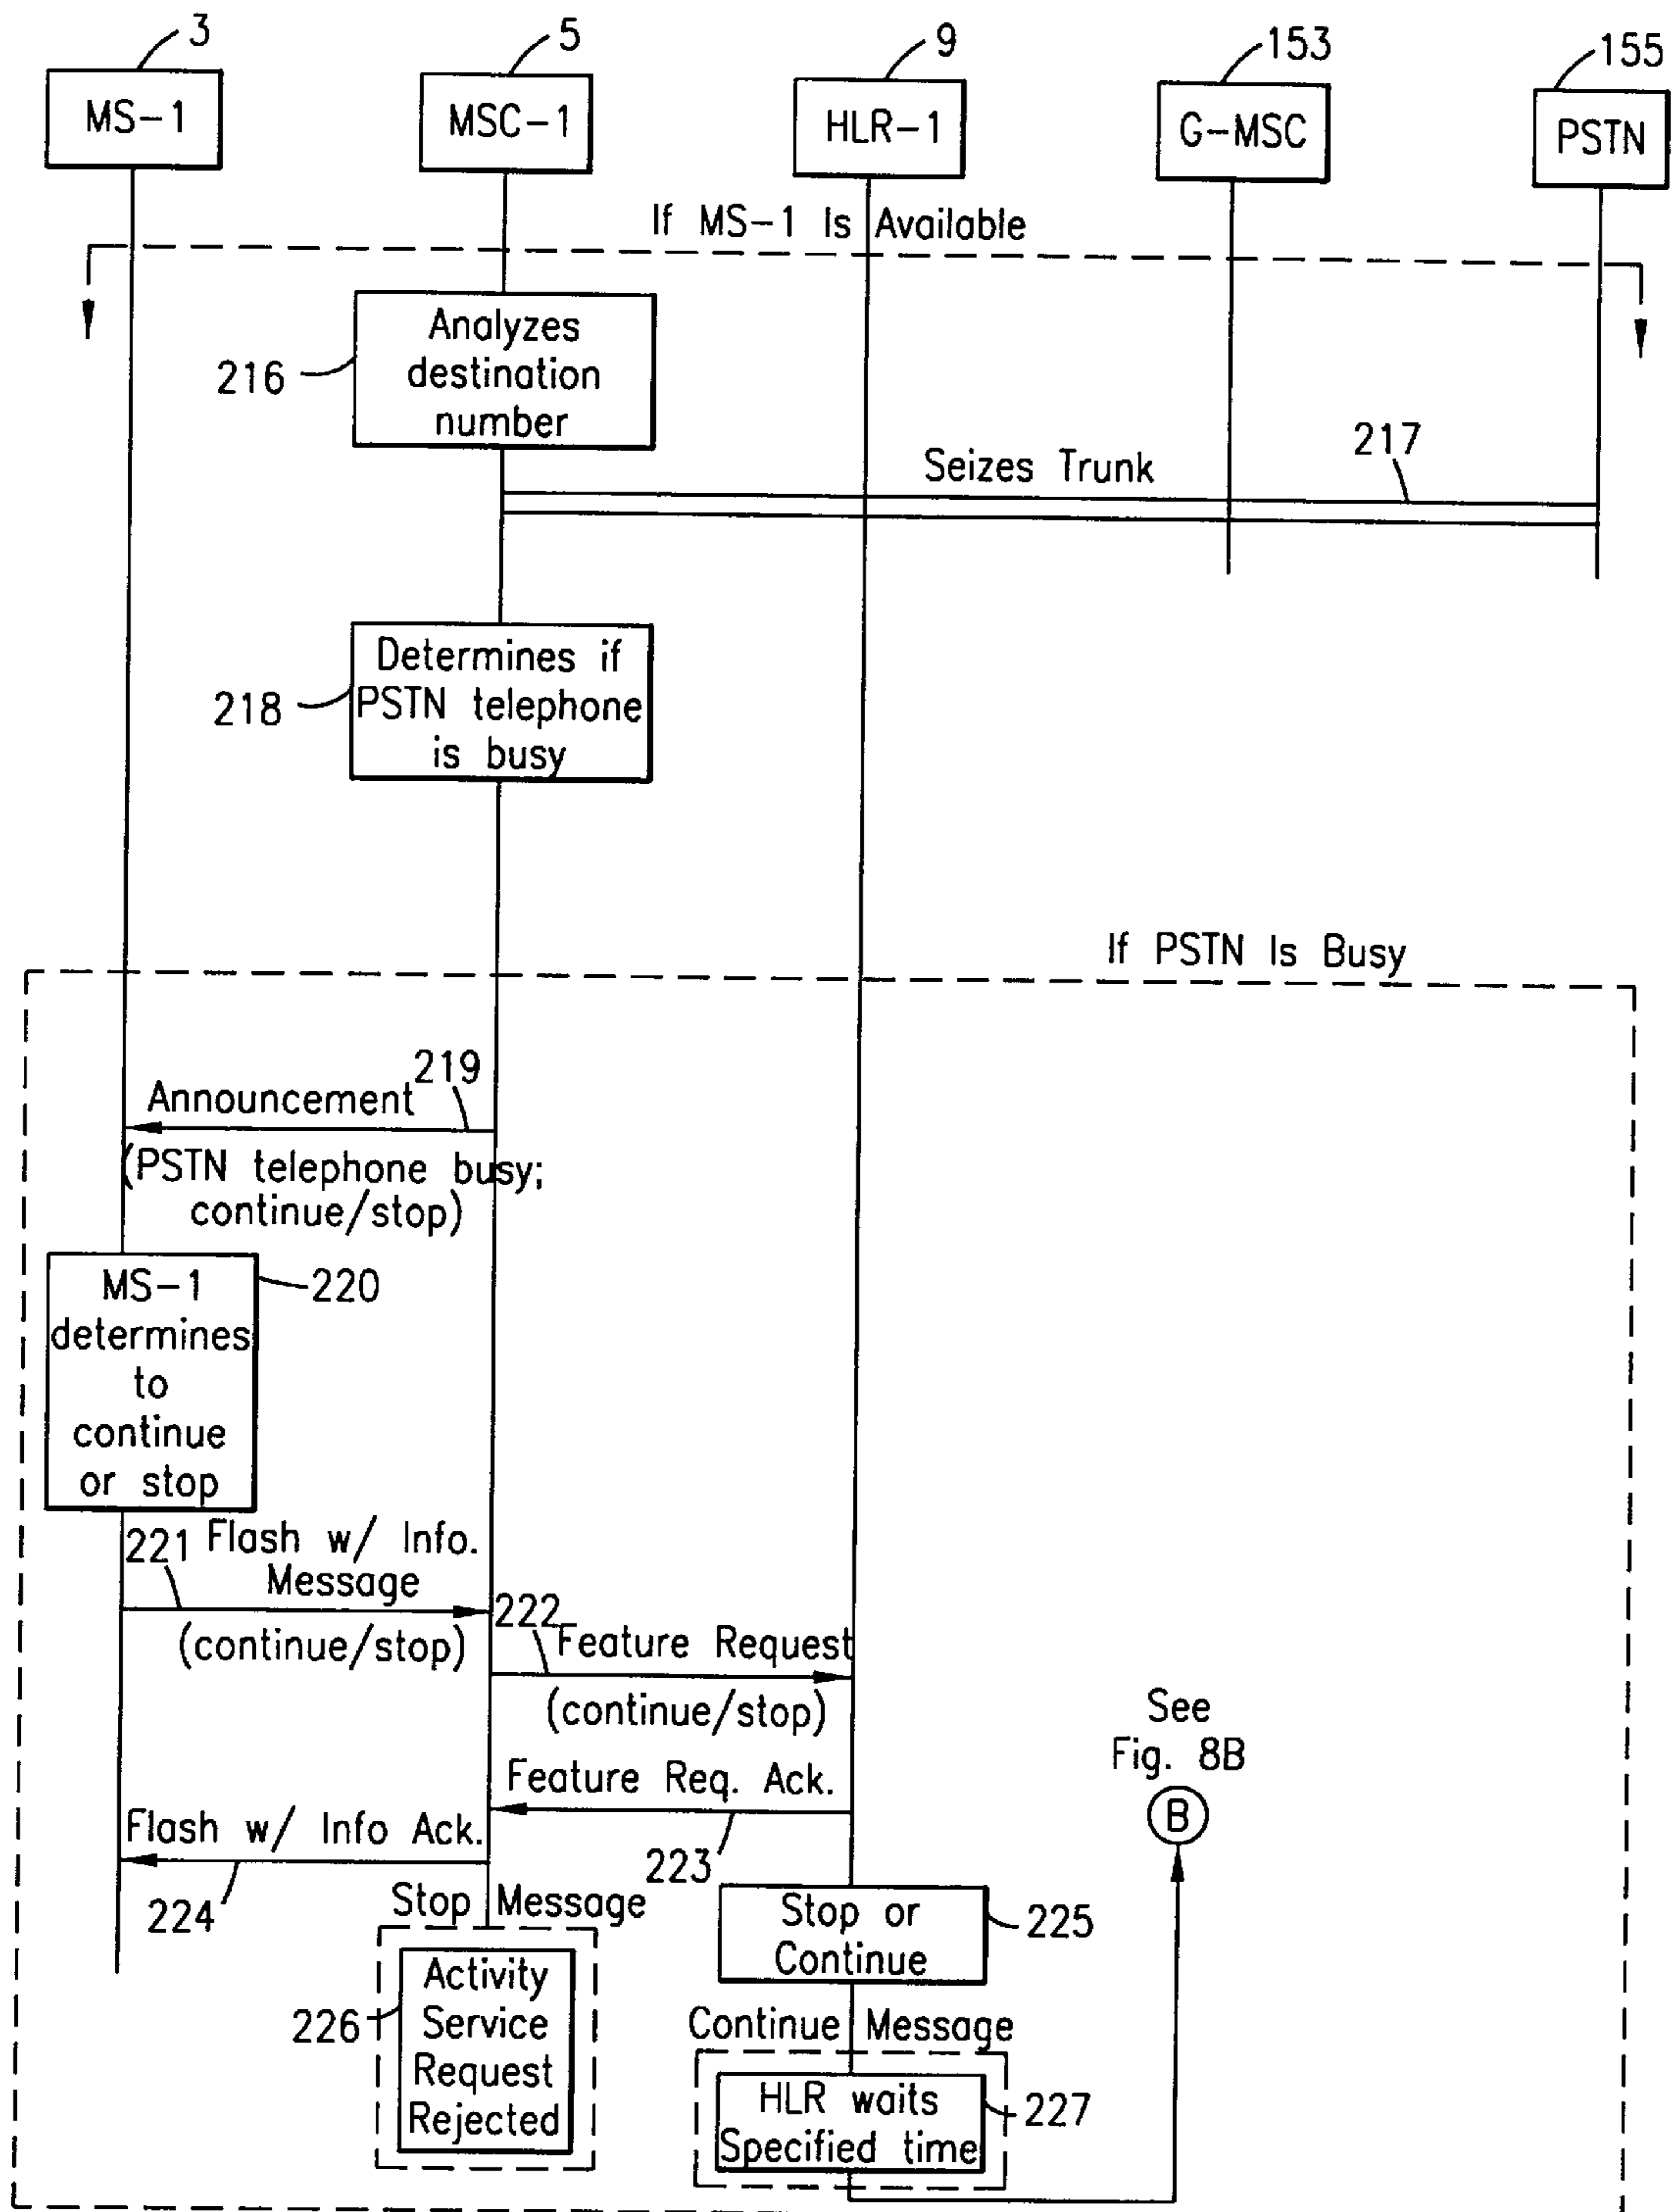 3
5
9
153
155
MS-1
MSC-1
HLR-1
G-MSC
PSTN
If MS-1 Is Available
Analyzes
destination
number
216
Seizes Trunk
217
Determines if
PSTN telephone
is busy
218
If PSTN Is Busy
219
Announcement
(PSTN telephone busy;
continue/stop)
MS-1
determines
to
continue
or stop
220
221
Flash w/ Info.
Message
(continue/stop)
222
Feature Request
(continue/stop)
See
Fig. 8B
B
Feature Req. Ack.
223
Flash w/ Info Ack.
224
Stop Message
Activity
Service
Request
Rejected
226
Stop or
Continue
225
Continue Message
HLR waits
Specified time
227